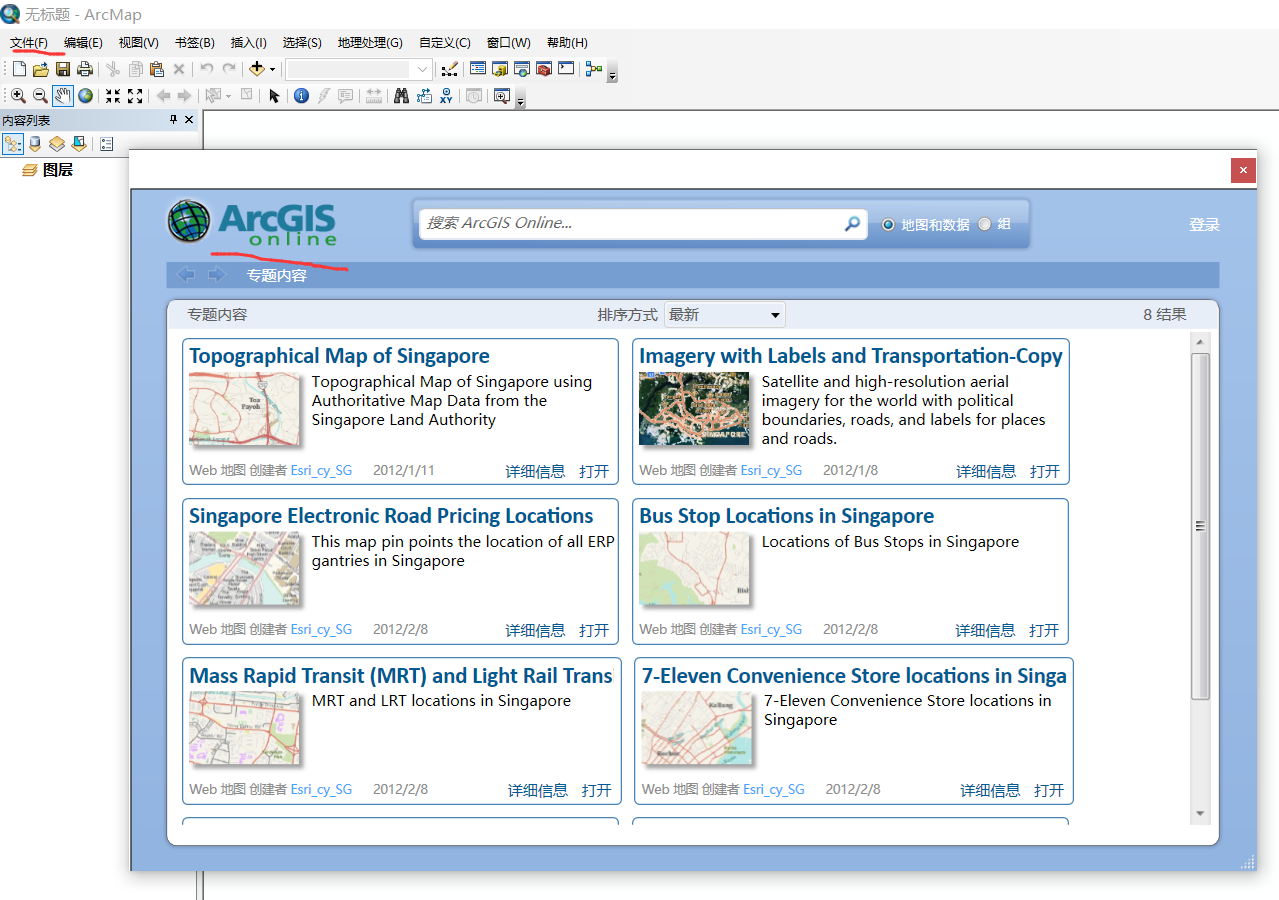 无标题 - ArcMap
文件(F) 编辑(E) 视图(V) 书签(B) 插入(I) 选择(S) 地理处理(G) 自定义(C) 窗口(W) 帮助(H)
内容列表
图层
ArcGIS
online
搜索 ArcGIS Online...
地图和数据 组
登录
专题内容
专题内容 排序方式 最新 8 结果
Topographical Map of Singapore
Topographical Map of Singapore using
Authoritative Map Data from the
Singapore Land Authority
Web 地图 创建者 Esri_cy_SG 2012/1/11 详细信息 打开
Imagery with Labels and Transportation-Copy
Satellite and high-resolution aerial
imagery for the world with political
boundaries, roads, and labels for places
and roads.
Web 地图 创建者 Esri_cy_SG 2012/1/8 详细信息 打开
Singapore Electronic Road Pricing Locations
This map pin points the location of all ERP
gantries in Singapore
Web 地图 创建者 Esri_cy_SG 2012/2/8 详细信息 打开
Bus Stop Locations in Singapore
Locations of Bus Stops in Singapore
Web 地图 创建者 Esri_cy_SG 2012/2/8 详细信息 打开
Mass Rapid Transit (MRT) and Light Rail Trans
MRT and LRT locations in Singapore
Web 地图 创建者 Esri_cy_SG 2012/2/8 详细信息 打开
7-Eleven Convenience Store locations in Singa
7-Eleven Convenience Store locations in
Singapore
Web 地图 创建者 Esri_cy_SG 2012/2/8 详细信息 打开